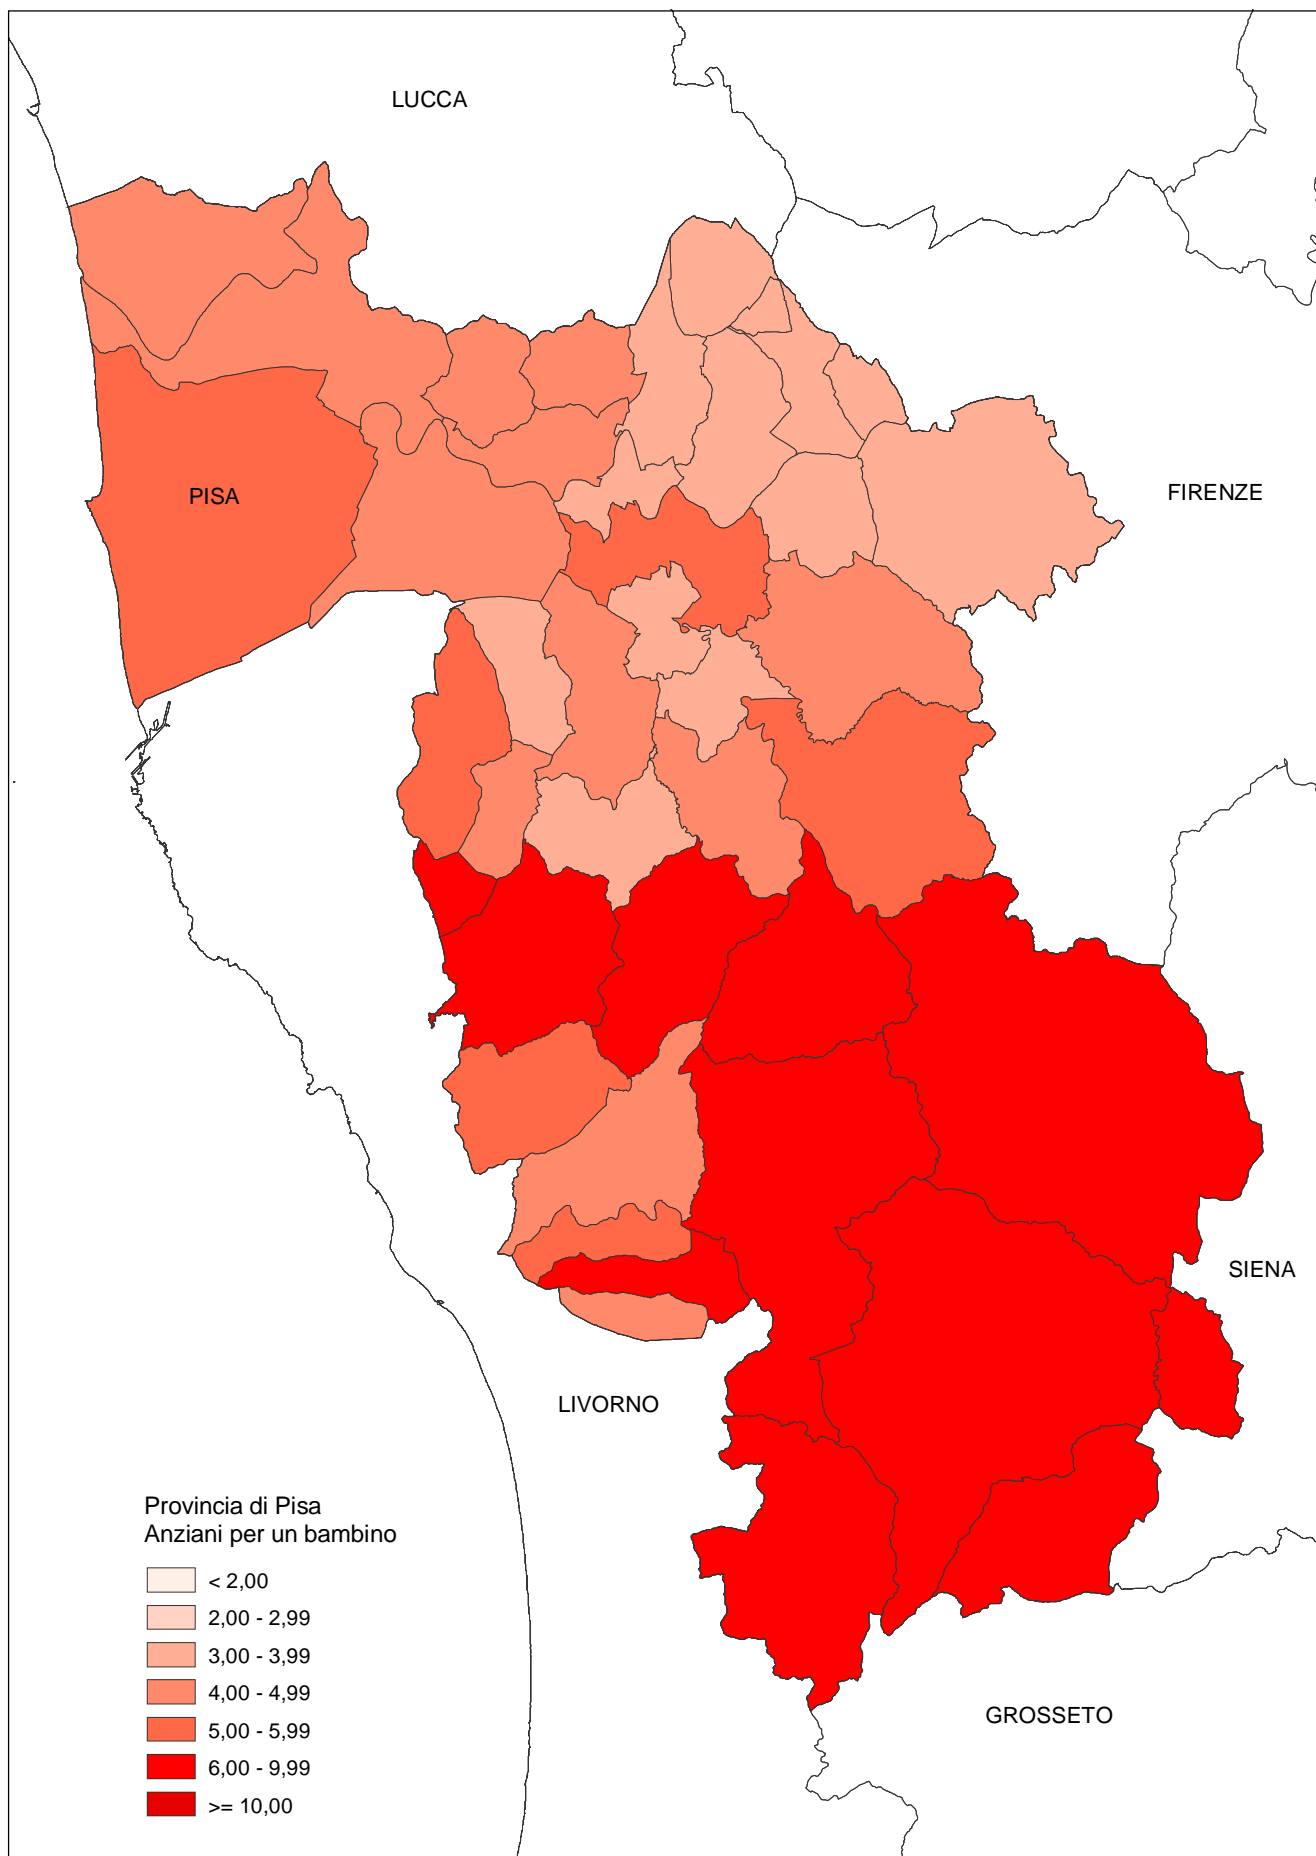 LUCCA
PISA
FIRENZE
SIENA
LIVORNO
GROSSETO
Provincia di Pisa
Anziani per un bambino
< 2,00
2,00 - 2,99
3,00 - 3,99
4,00 - 4,99
5,00 - 5,99
6,00 - 9,99
>= 10,00